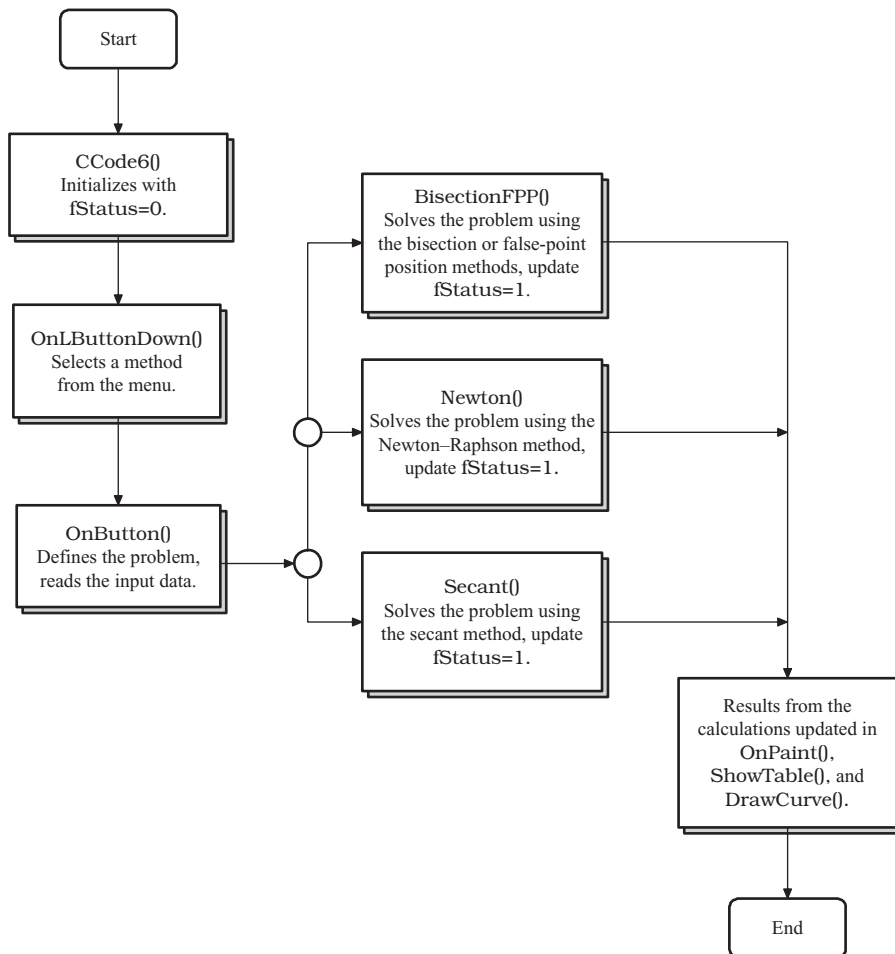 Start
CCode6()
Initializes with
fStatus=0.
OnLButtonDown()
Selects a method
from the menu.
OnButton()
Defines the problem,
reads the input data.
BisectionFPP()
Solves the problem using
the bisection or false-point
position methods, update
fStatus=1.
Newton()
Solves the problem using the
Newton–Raphson method,
update fStatus=1.
Secant()
Solves the problem using
the secant method, update
fStatus=1.
Results from the
calculations updated in
OnPaint(),
ShowTable(), and
DrawCurve().
End